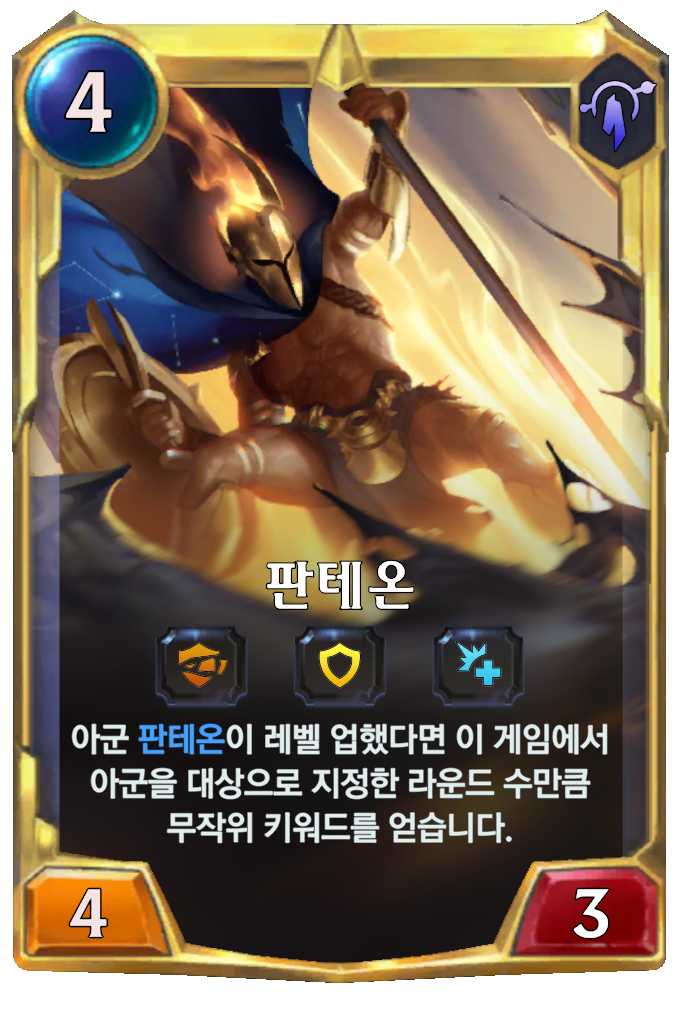 4
판테온
아군 판테온이 레벨 업했다면 이 게임에서
아군을 대상으로 지정한 라운드 수만큼
무작위 키워드를 얻습니다.
4
3